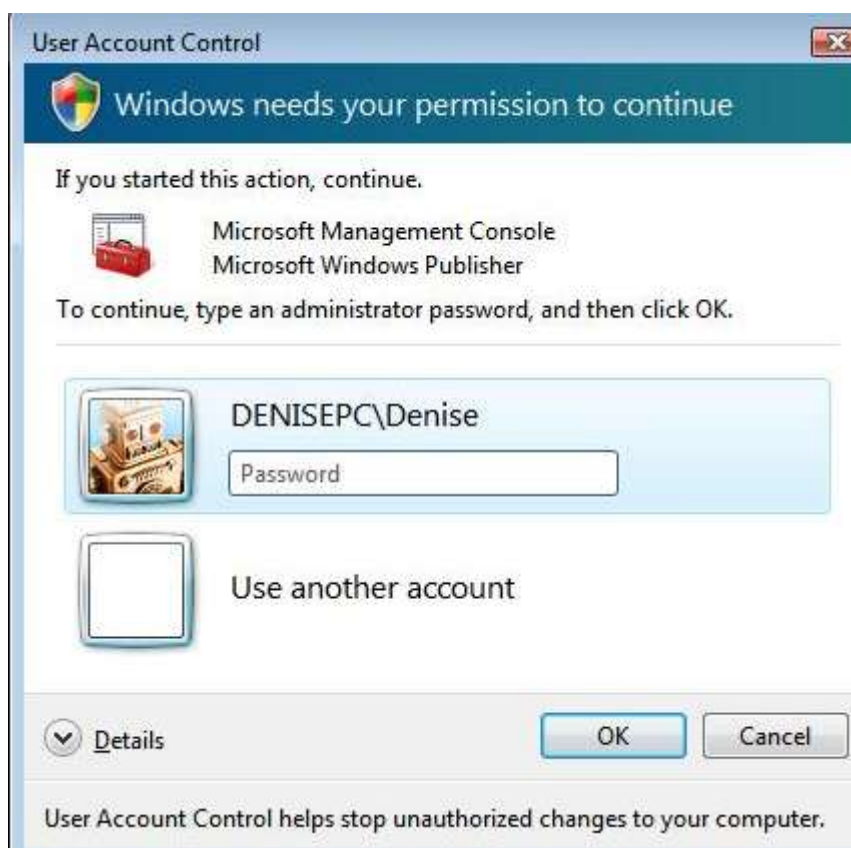 User Account Control
Windows needs your permission to continue
If you started this action, continue.
Microsoft Management Console
Microsoft Windows Publisher
To continue, type an administrator password, and then click OK.
DENISEPC\Denise
Password
Use another account
Details
OK
Cancel
User Account Control helps stop unauthorized changes to your computer.